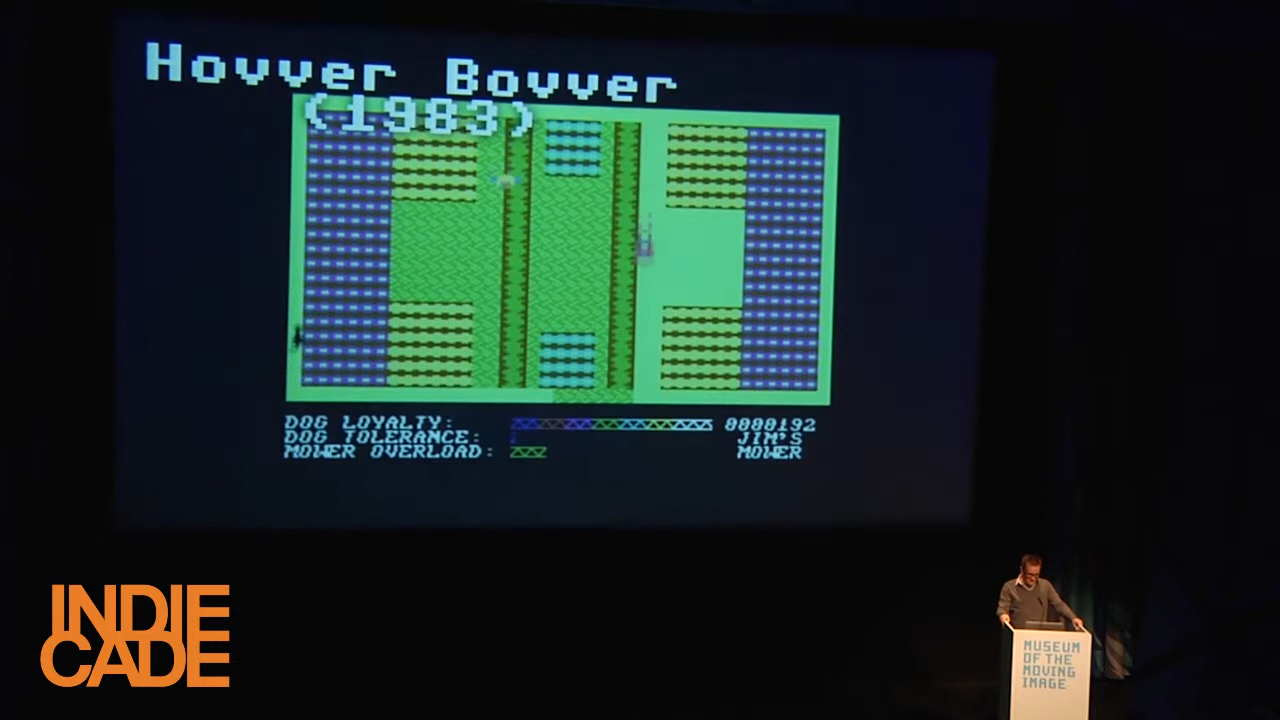 Hovver Bovver
(1983)
DOG LOYALTY: 0000192
DOG TOLERANCE: JIM'S
MOWER OVERLOAD: MOWER
INDIE
CADE
MUSEUM
OF THE
MOVING
IMAGE